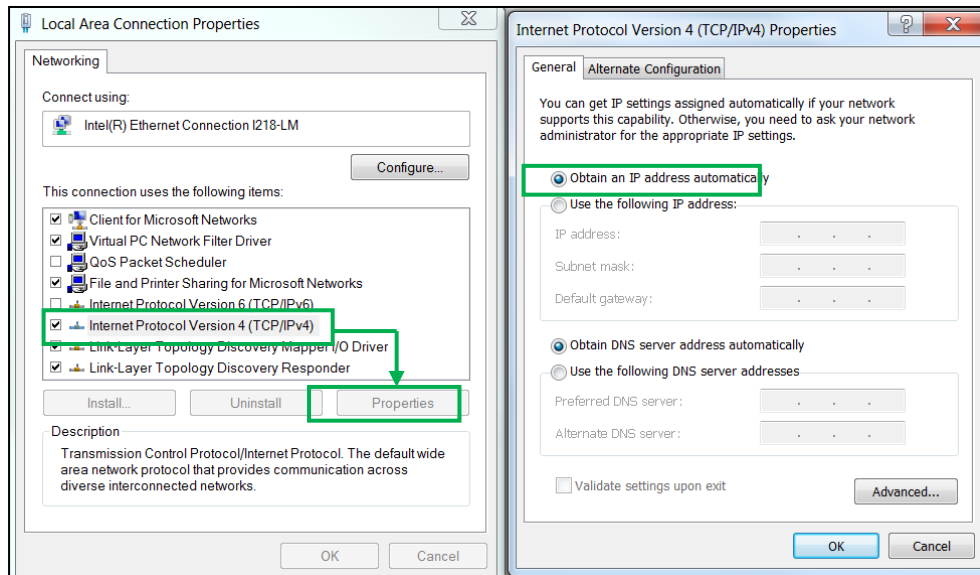 Local Area Connection Properties
Networking
Connect using:
Intel(R) Ethernet Connection I218-LM
Configure...
This connection uses the following items:
Client for Microsoft Networks
Virtual PC Network Filter Driver
QoS Packet Scheduler
File and Printer Sharing for Microsoft Networks
Internet Protocol Version 6 (TCP/IPv6)
Internet Protocol Version 4 (TCP/IPv4)
Link-Layer Topology Discovery Mapper I/O Driver
Link-Layer Topology Discovery Responder
Install...
Uninstall
Properties
Description
Transmission Control Protocol/Internet Protocol. The default wide
area network protocol that provides communication across
diverse interconnected networks.
OK
Cancel
Internet Protocol Version 4 (TCP/IPv4) Properties
General
Alternate Configuration
You can get IP settings assigned automatically if your network
supports this capability. Otherwise, you need to ask your network
administrator for the appropriate IP settings.
Obtain an IP address automatically
Use the following IP address:
IP address:
Subnet mask:
Default gateway:
Obtain DNS server address automatically
Use the following DNS server addresses
Preferred DNS server:
Alternate DNS server:
Validate settings upon exit
Advanced...
OK
Cancel